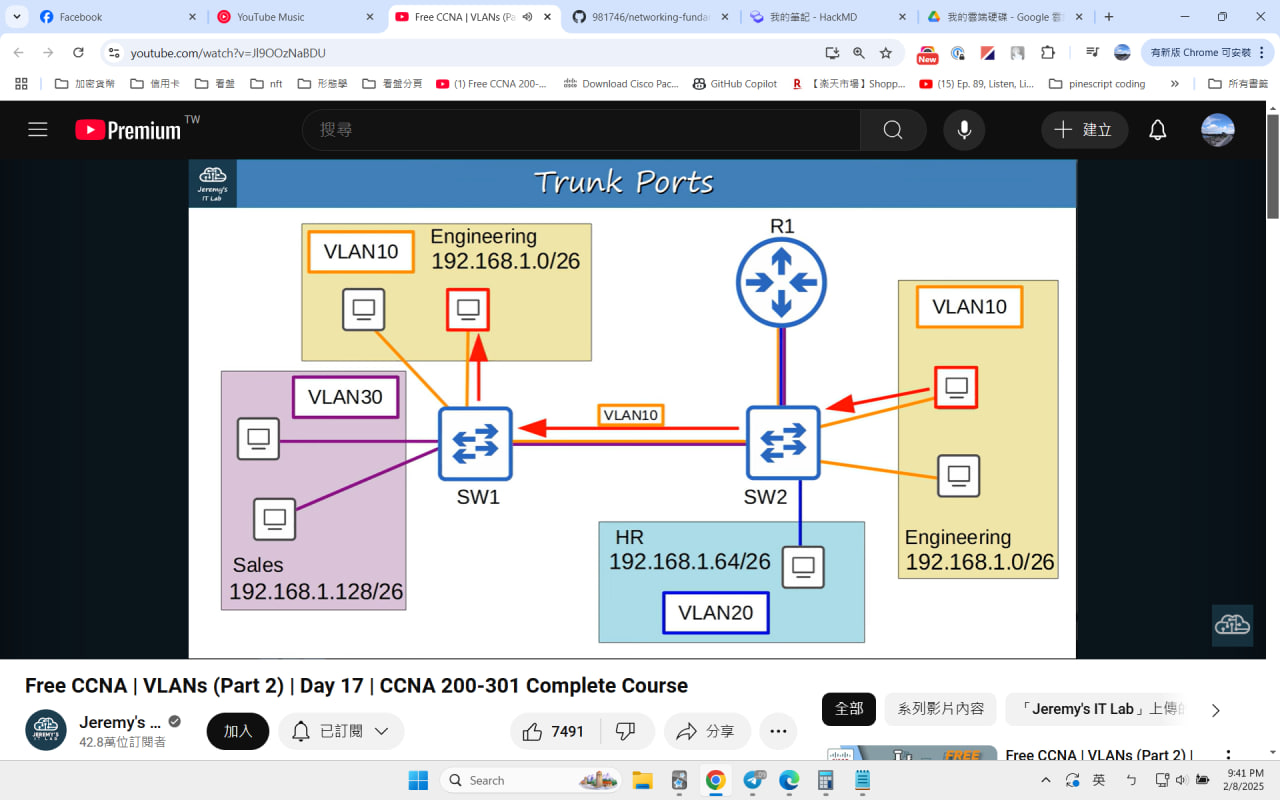 Facebook
YouTube Music
Free CCNA | VLANs (Pa
981746/networking-funda
我的筆記 - HackMD
我的雲端硬碟 - Google 雲
youtube.com/watch?v=Jl9OOzNaBDU
New
有新版 Chrome 可安裝
加密貨幣
信用卡
看盤
nft
形態學
看盤分頁
(1) Free CCNA 200-...
Download Cisco Pac...
GitHub Copilot
【楽天市場】Shopp...
(15) Ep. 89, Listen, Li...
pinescript coding
所有書籤
Premium
TW
搜尋
建立
Jeremy's
IT Lab
Trunk Ports
VLAN10
Engineering
192.168.1.0/26
R1
VLAN10
VLAN30
VLAN10
SW1
SW2
Sales
192.168.1.128/26
HR
192.168.1.64/26
VLAN20
Engineering
192.168.1.0/26
Free CCNA | VLANs (Part 2) | Day 17 | CCNA 200-301 Complete Course
Jeremy's
IT Lab
Jeremy's ...
42.8萬位訂閱者
加入
已訂閱
7491
分享
全部
系列影片內容
「Jeremy's IT Lab」上傳的
FREE
Free CCNA | VLANs (Part 2) |
Search
英
ㄅ
9:41 PM
2/8/2025